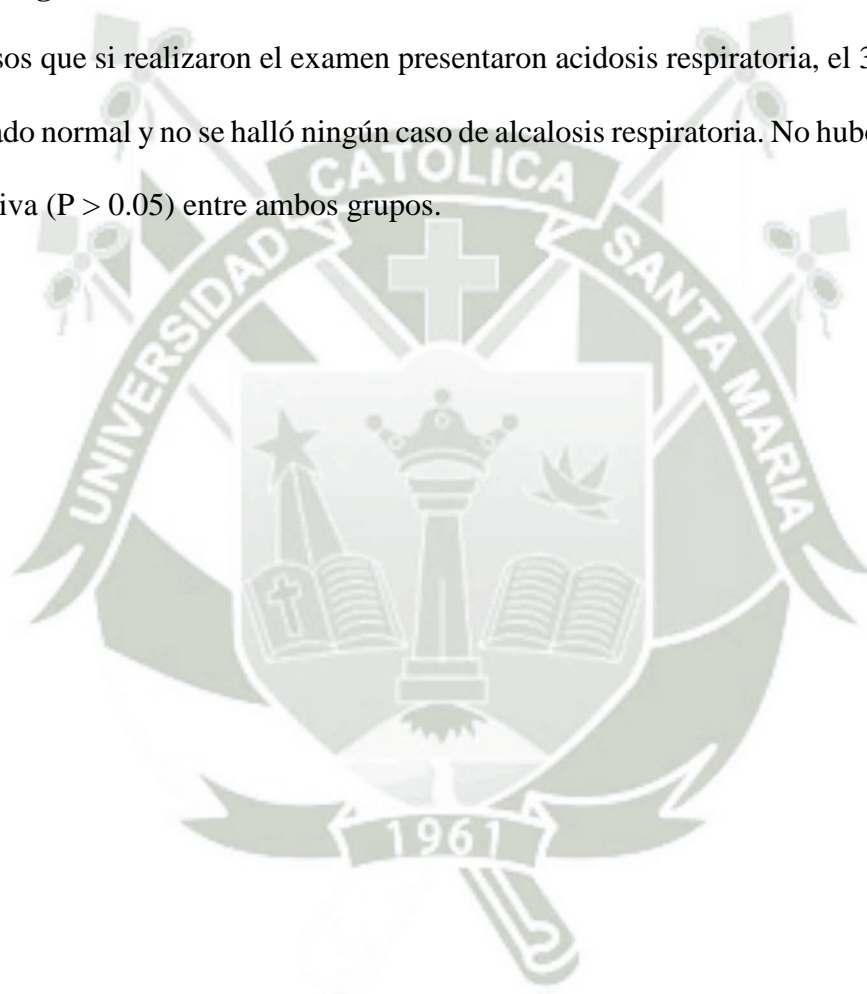 sos que si realizaron el examen presentaron acidosis respiratoria, el 3
ado normal y no se halló ningún caso de alcalosis respiratoria. No hubo
iva (P > 0.05) entre ambos grupos.
UNIVERSIDAD CATOLICA SANTA MARIA
1961